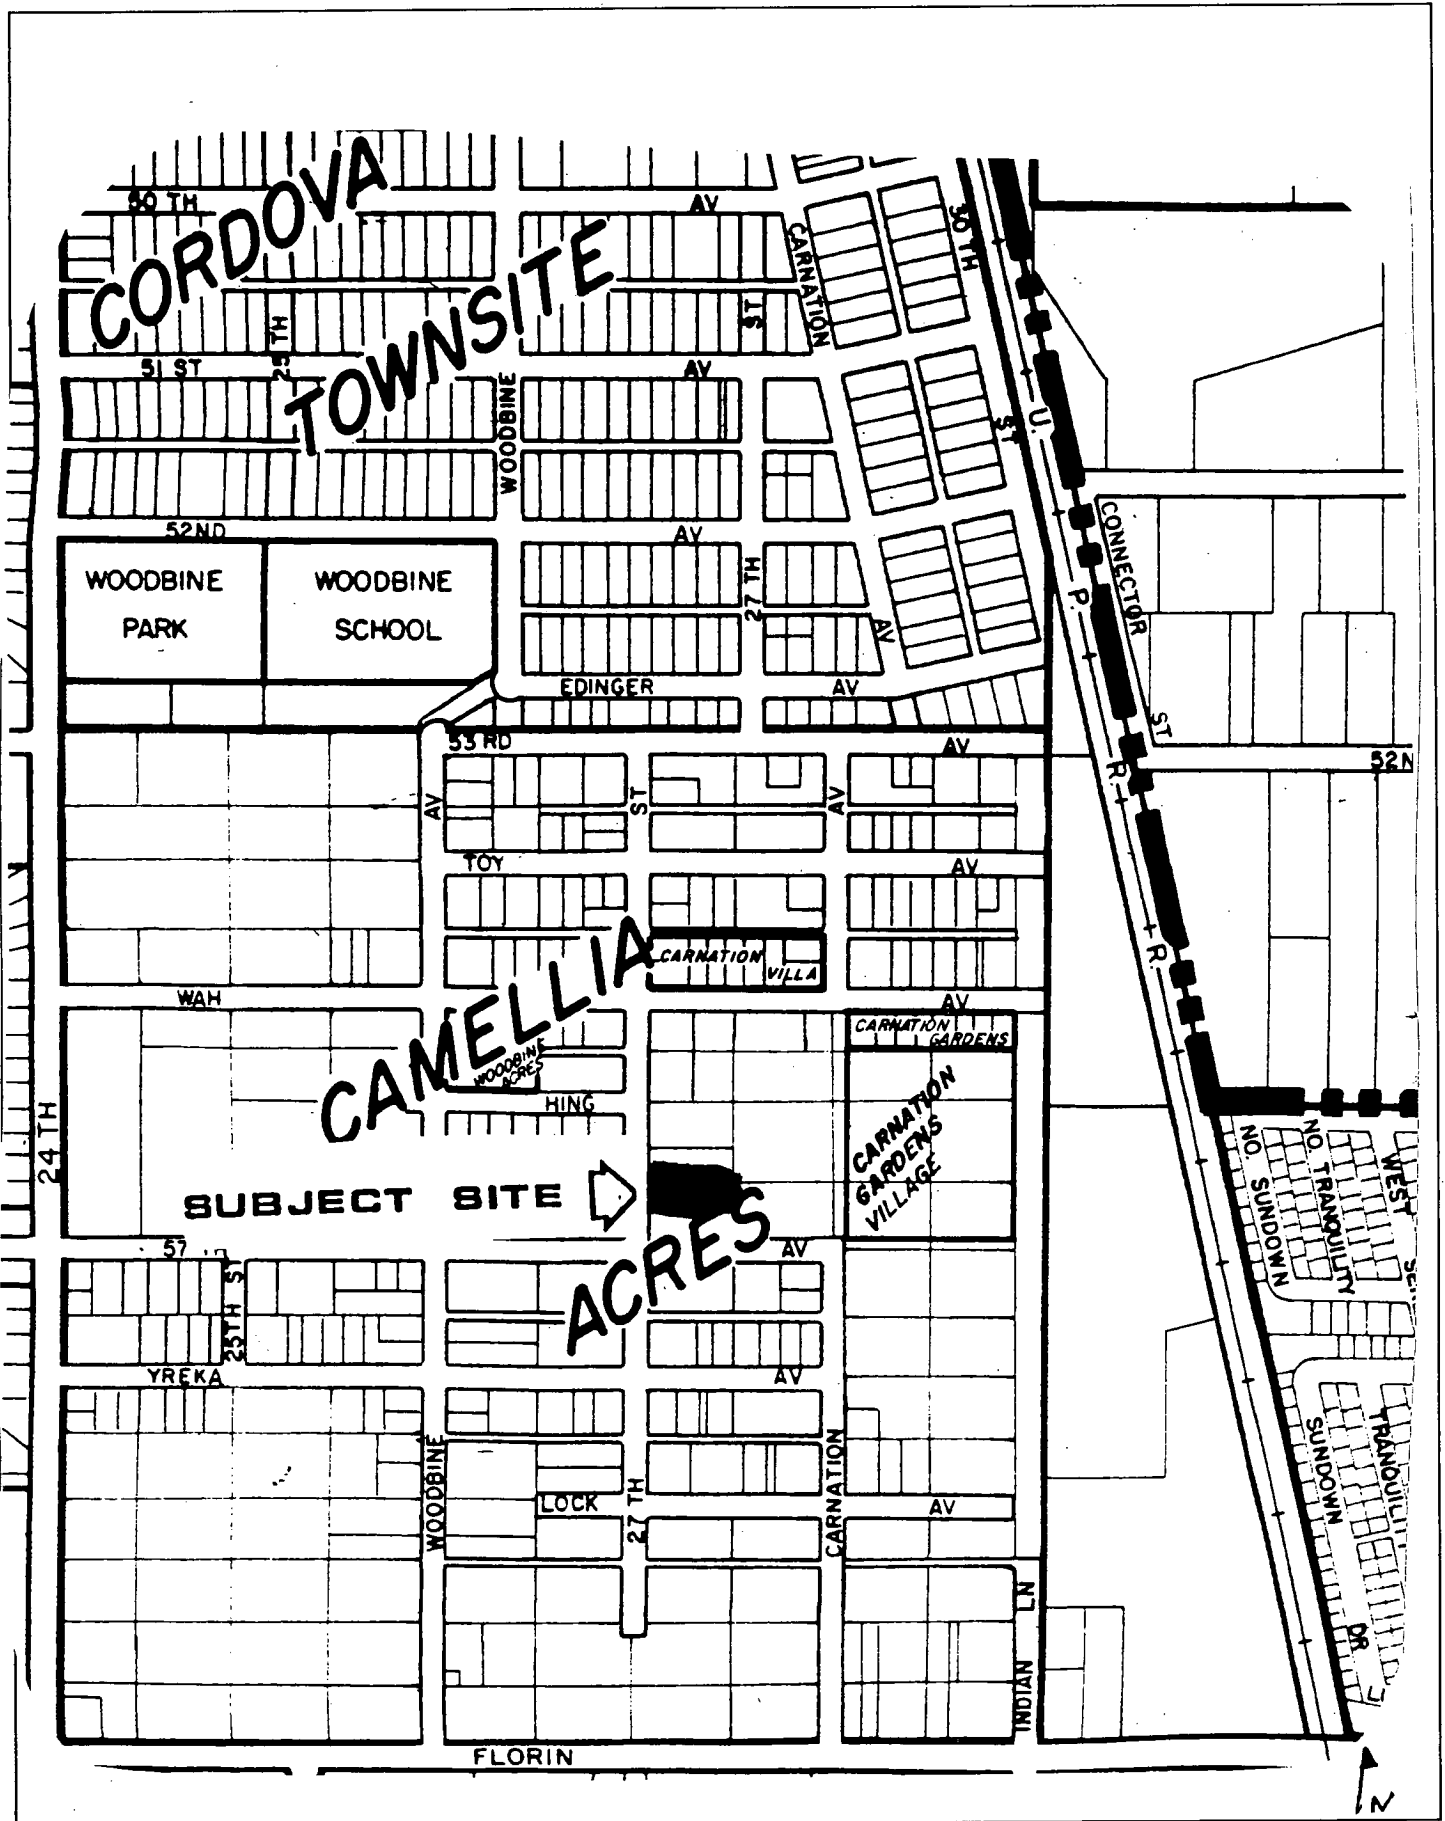 CORDOVA
TOWNSITE
50 TH
AV
CARNATION
30 TH
25 TH
ST
51 ST
AV
WOODBINE
ST
U.
52ND
AV
CONNECTOR
WOODBINE
PARK
WOODBINE
SCHOOL
27 TH
P.
AV
EDINGER
AV
ST
53 RD
AV
52N
R
AV
ST
AV
TOY
AV
R
CARNATION
VILLA
WAH
AV
CARNATION
GARDENS
CAMELLIA
WOODBINE
ACRES
HING
CARNATION
GARDENS
VILLAGE
24 TH
NO. SUNDOWN
NO. TRANQUILITY
WEST
SUBJECT SITE
ACRES
57
AV
25TH ST
YREKA
AV
SUNDOWN
TRANQUILIT
WOODBINE
27 TH
CARNATION
LOCK
AV
INDIAN LN
DR
FLORIN
N